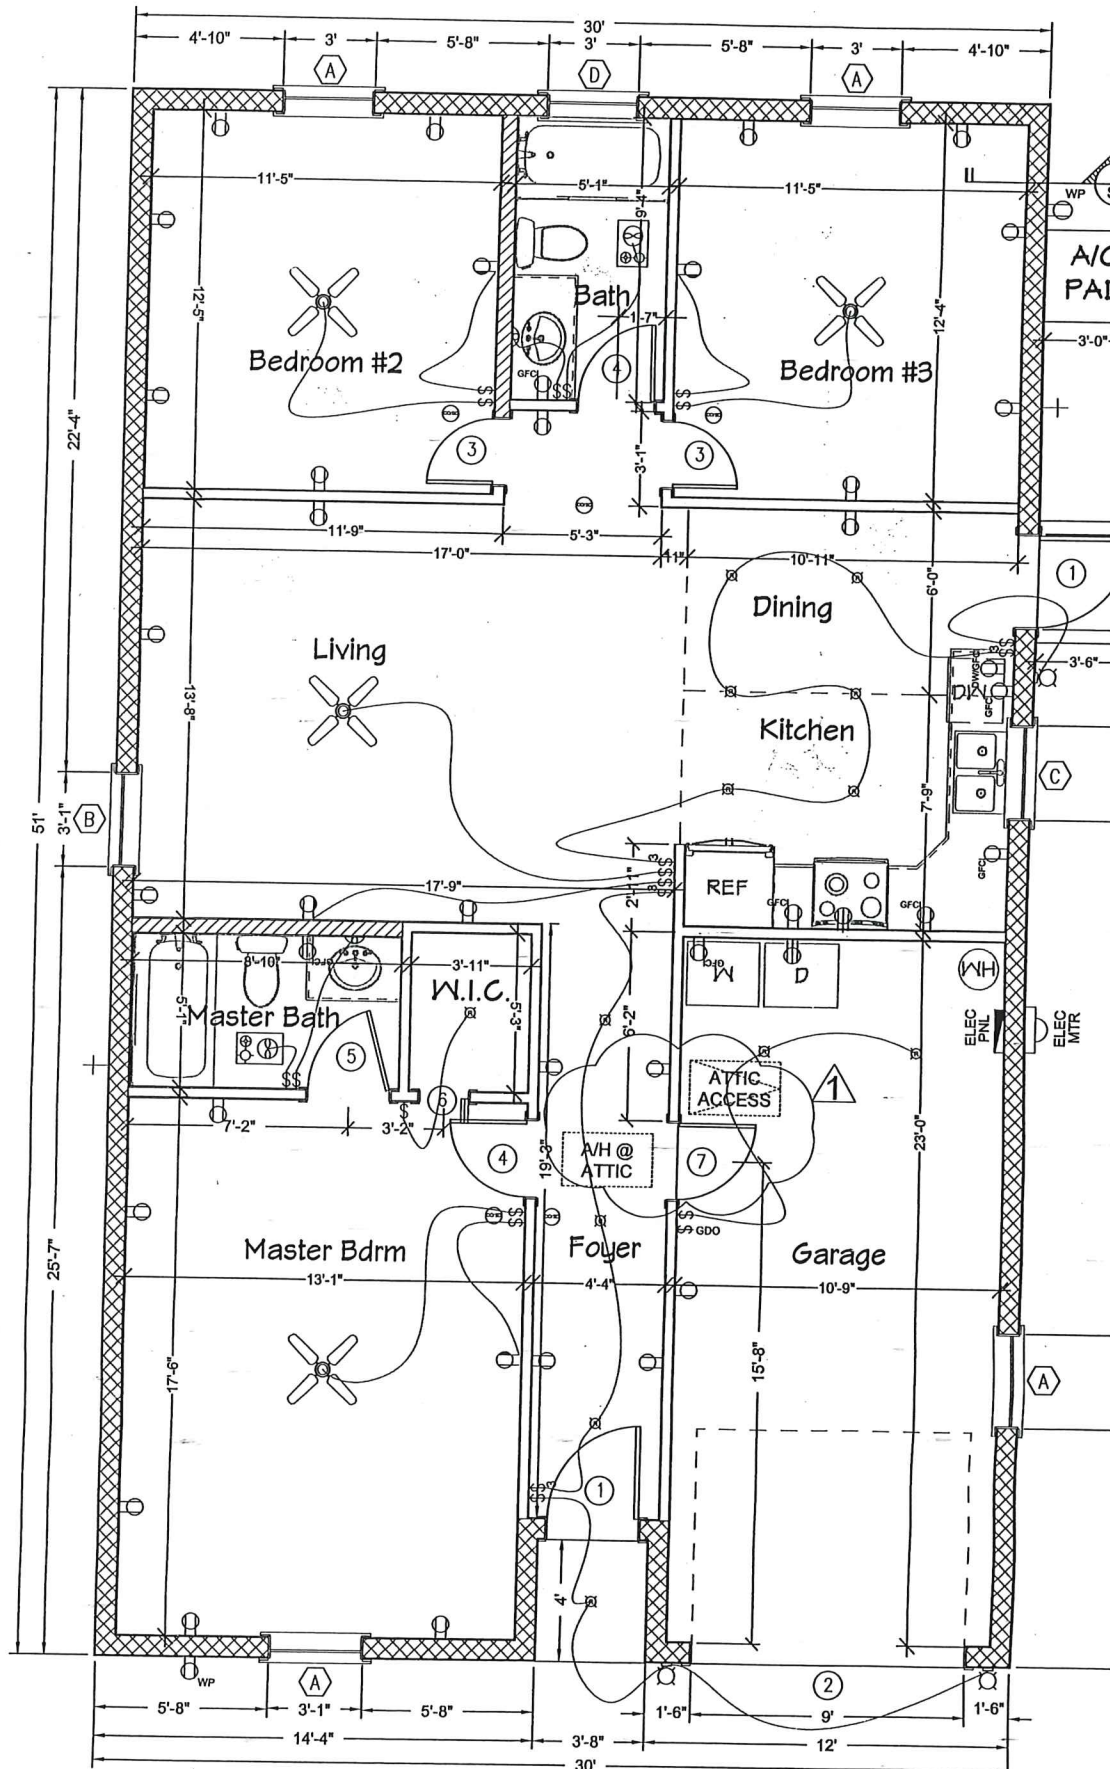 30'
4'-10" 3' 5'-8" 3' 5'-8" 3' 4'-10"
A D A
11'-5" 5'-1" 11'-5"
WP
9'-4"
A/C
PAD
12'-5"
Bath
1'-7"
12'-4"
3'-0"
Bedroom #2
GFCI
4
Bedroom #3
22'-4"
3
3'-1"
3
11'-9" 5'-3"
17'-0" 11" 10'-11"
1
6'-0"
Dining
Living
3'-6"
DW/GFCI
D/W
GFCI
13'-8"
Kitchen
C
7'-9"
51'
3'-1"
B
3
3
GFCI
17'-9"
2'-11"
REF
GFCI
GFCI
8'-10"
GFCI
3'-11"
W.I.C.
5'-3"
GFCI
W D
WH
5'-1"
Master Bath
6'-2"
ELEC
PNL
ELEC
MTR
5
6
ATTIC
ACCESS
1
7'-2" 3'-2"
4
19'-3"
A/H @
ATTIC
7
23'-0"
GDO
25'-7"
Master Bdrm
Foyer
Garage
13'-1" 4'-4" 10'-9"
17'-6"
15'-8"
A
3
1
4'
WP
A
2
5'-8" 3'-1" 5'-8" 1'-6" 9' 1'-6"
14'-4" 3'-8" 12'
30'